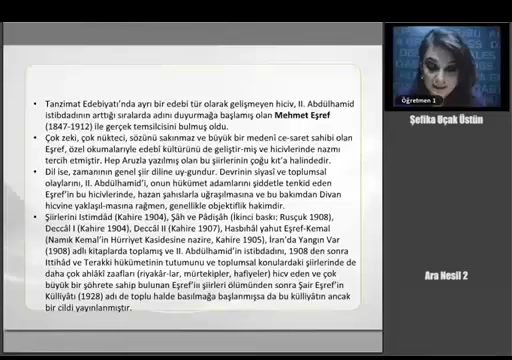 • Tanzimat Edebiyatı'nda ayrı bir edebi tür olarak gelişmeyen hiciv, II. Abdülhamid
istibdadının arttığı sıralarda adını duyurmağa başlamış olan Mehmet Eşref
(1847-1912) ile gerçek temsilcisini bulmuş oldu.
• Çok zeki, çok nükteci, sözünü sakınmaz ve büyük bir medenî ce-saret sahibi olan
Eşref, özel okumalarıyle edebî kültürünü de geliştir-miş ve hicivlerinde nazmı
tercih etmiştir. Hep Aruzla yazılmış olan bu şiirlerinin çoğu kıt'a halindedir.
• Dil ise, zamanının genel şiir diline uy-gundur. Devrinin siyasî ve toplumsal
olaylarını, II. Abdülhamid'i, onun hükümet adamlarını şiddetle tenkid eden
Eşref'in bu hicivlerinde, hazan şahıslarla uğraşılmasına ve bu bakımdan Divan
hicvine yaklaşıl-masına rağmen, genellikle objektiflik hakimdir.
• Şiirlerini İstimdâd (Kahire 1904), Şâh ve Pâdişâh (İkinci baskı: Rusçuk 1908),
Deccâl I (Kahire 1904), Deccâl II (Kahire 1907), Hasbıhâl yahut Eşref-Kemal
(Namık Kemal'in Hürriyet Kasidesine nazire, Kahire 1905), İran'da Yangın Var
(1908) adlı kitaplarda toplamış ve II. Abdülhamid'in istibdadını, 1908 den sonra
İttihâd ve Terakki hükümetinin tutumunu ve toplumsal konulardaki şiirlerinde de
daha çok ahlâkî zaafları (riyakâr-lar, mürtekipler, hafiyeler) hicv eden ve çok
büyük bir şöhrete sahip bulunan Eşref'iıı şiirleri ölümünden sonra Şair Eşref'in
Külliyâtı (1928) adı de toplu halde basılmağa başlanmışsa da bu külliyâtın ancak
bir cildi yayınlanmıştır.
Öğretmen 1
Şefika Uçak Üstün
Ara Nesil 2